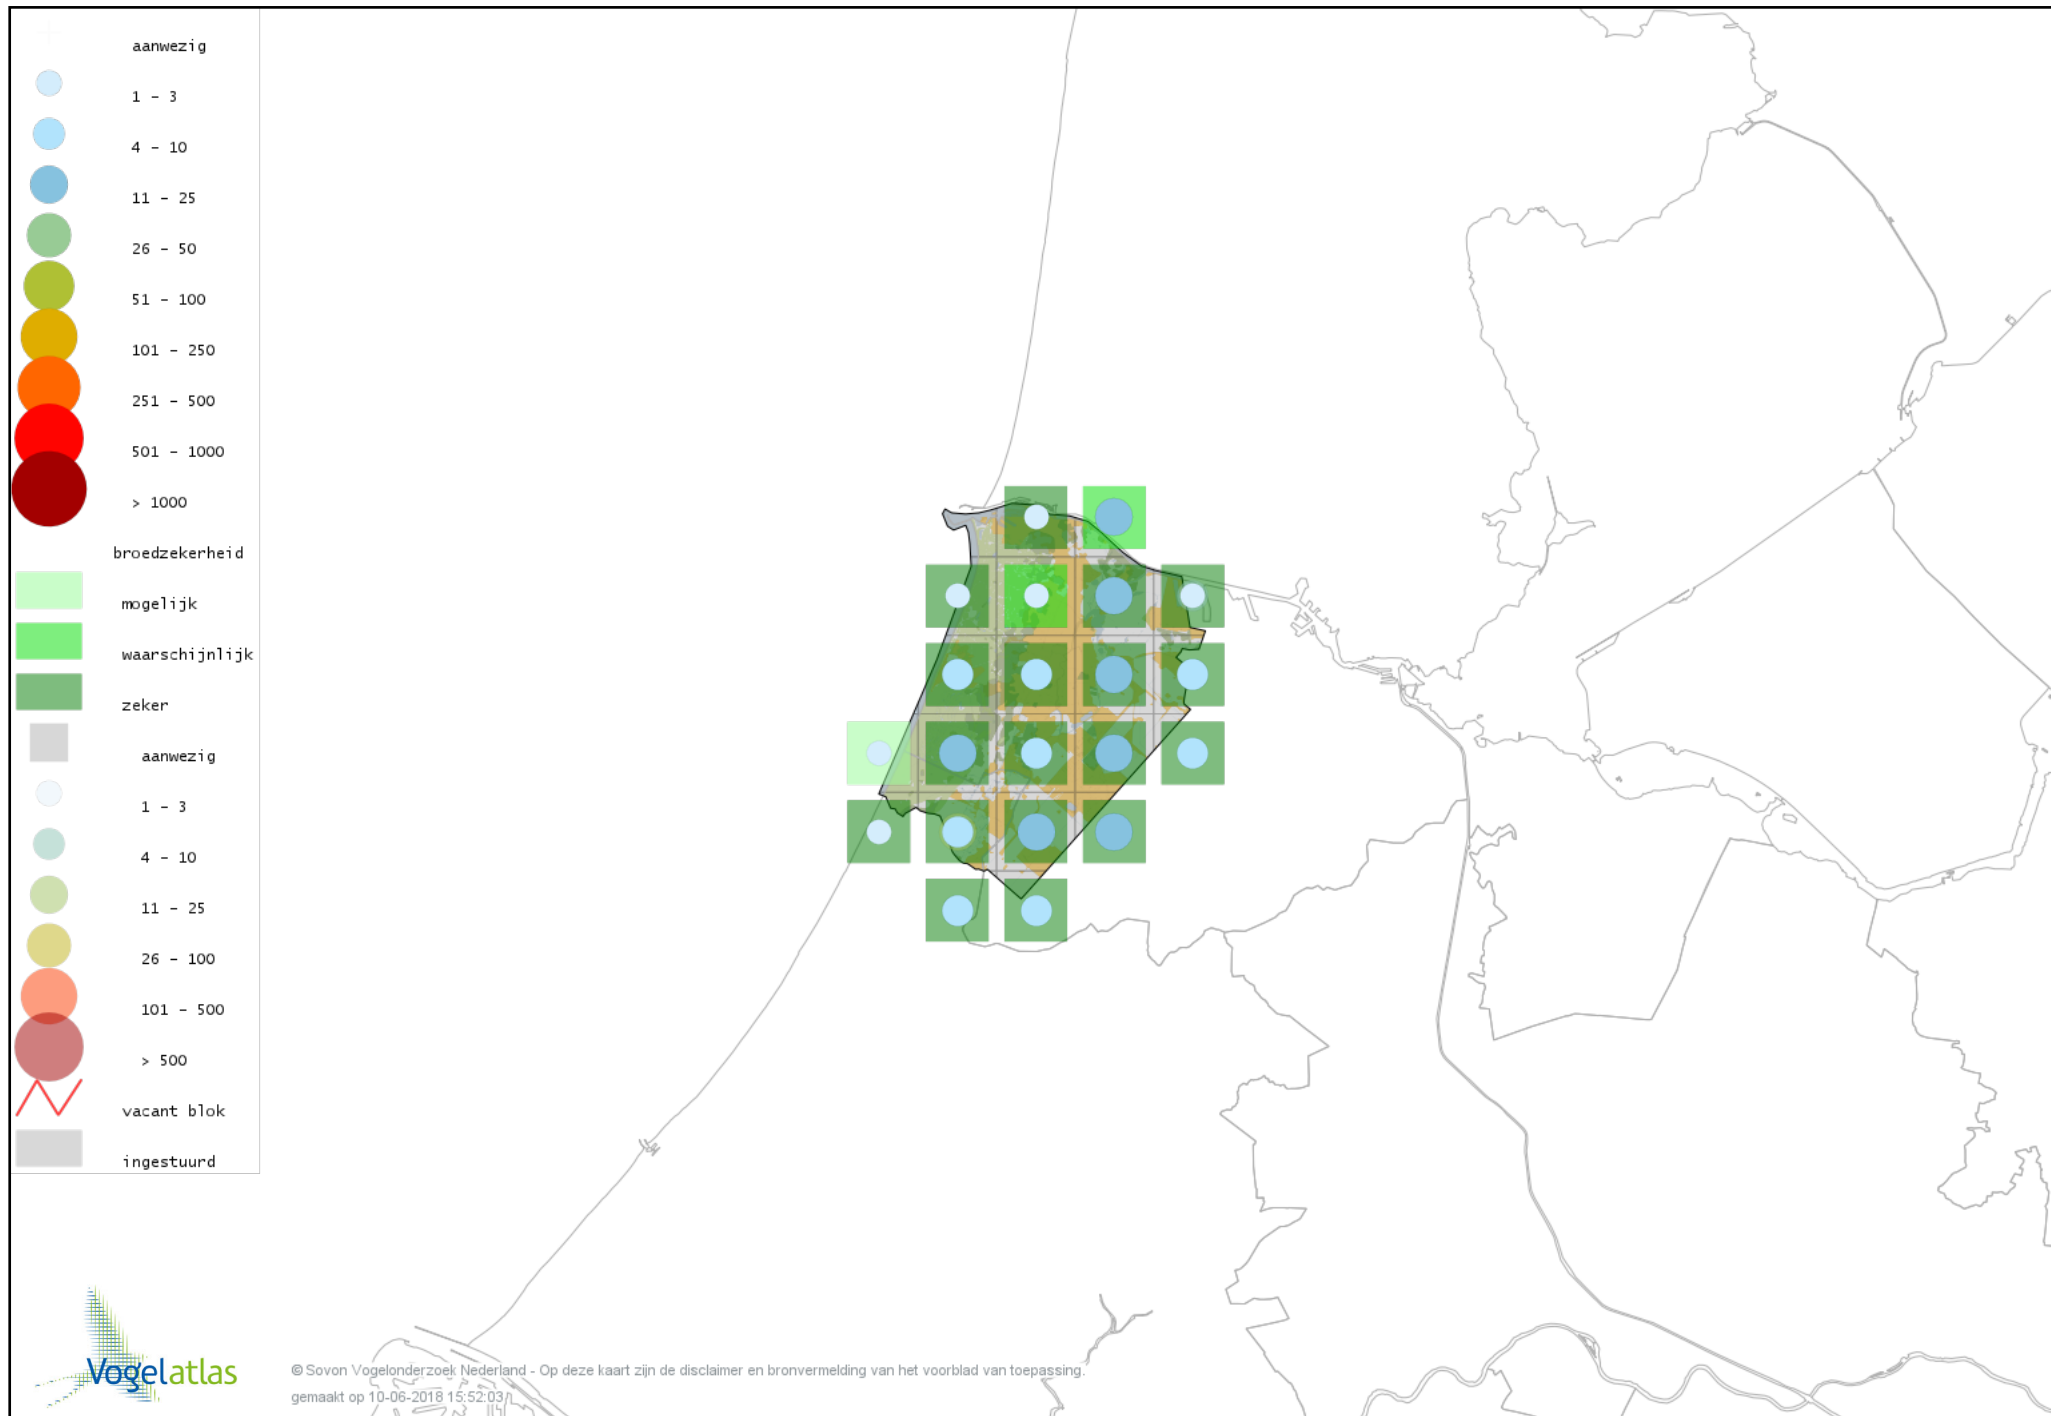 aanwezig
1 - 3
4 - 10
11 - 25
26 - 50
51 - 100
101 - 250
251 - 500
501 - 1000
> 1000
broedzekerheid
mogelijk
waarschijnlijk
zeker
aanwezig
1 - 3
4 - 10
11 - 25
26 - 100
101 - 500
> 500
vacant blok
ingestuurd
Vogelatlas
© Sovon Vogelonderzoek Nederland - Op deze kaart zijn de disclaimer en bronvermelding van het voorblad van toepassing.
gemaakt op 10-06-2018 15:52:03